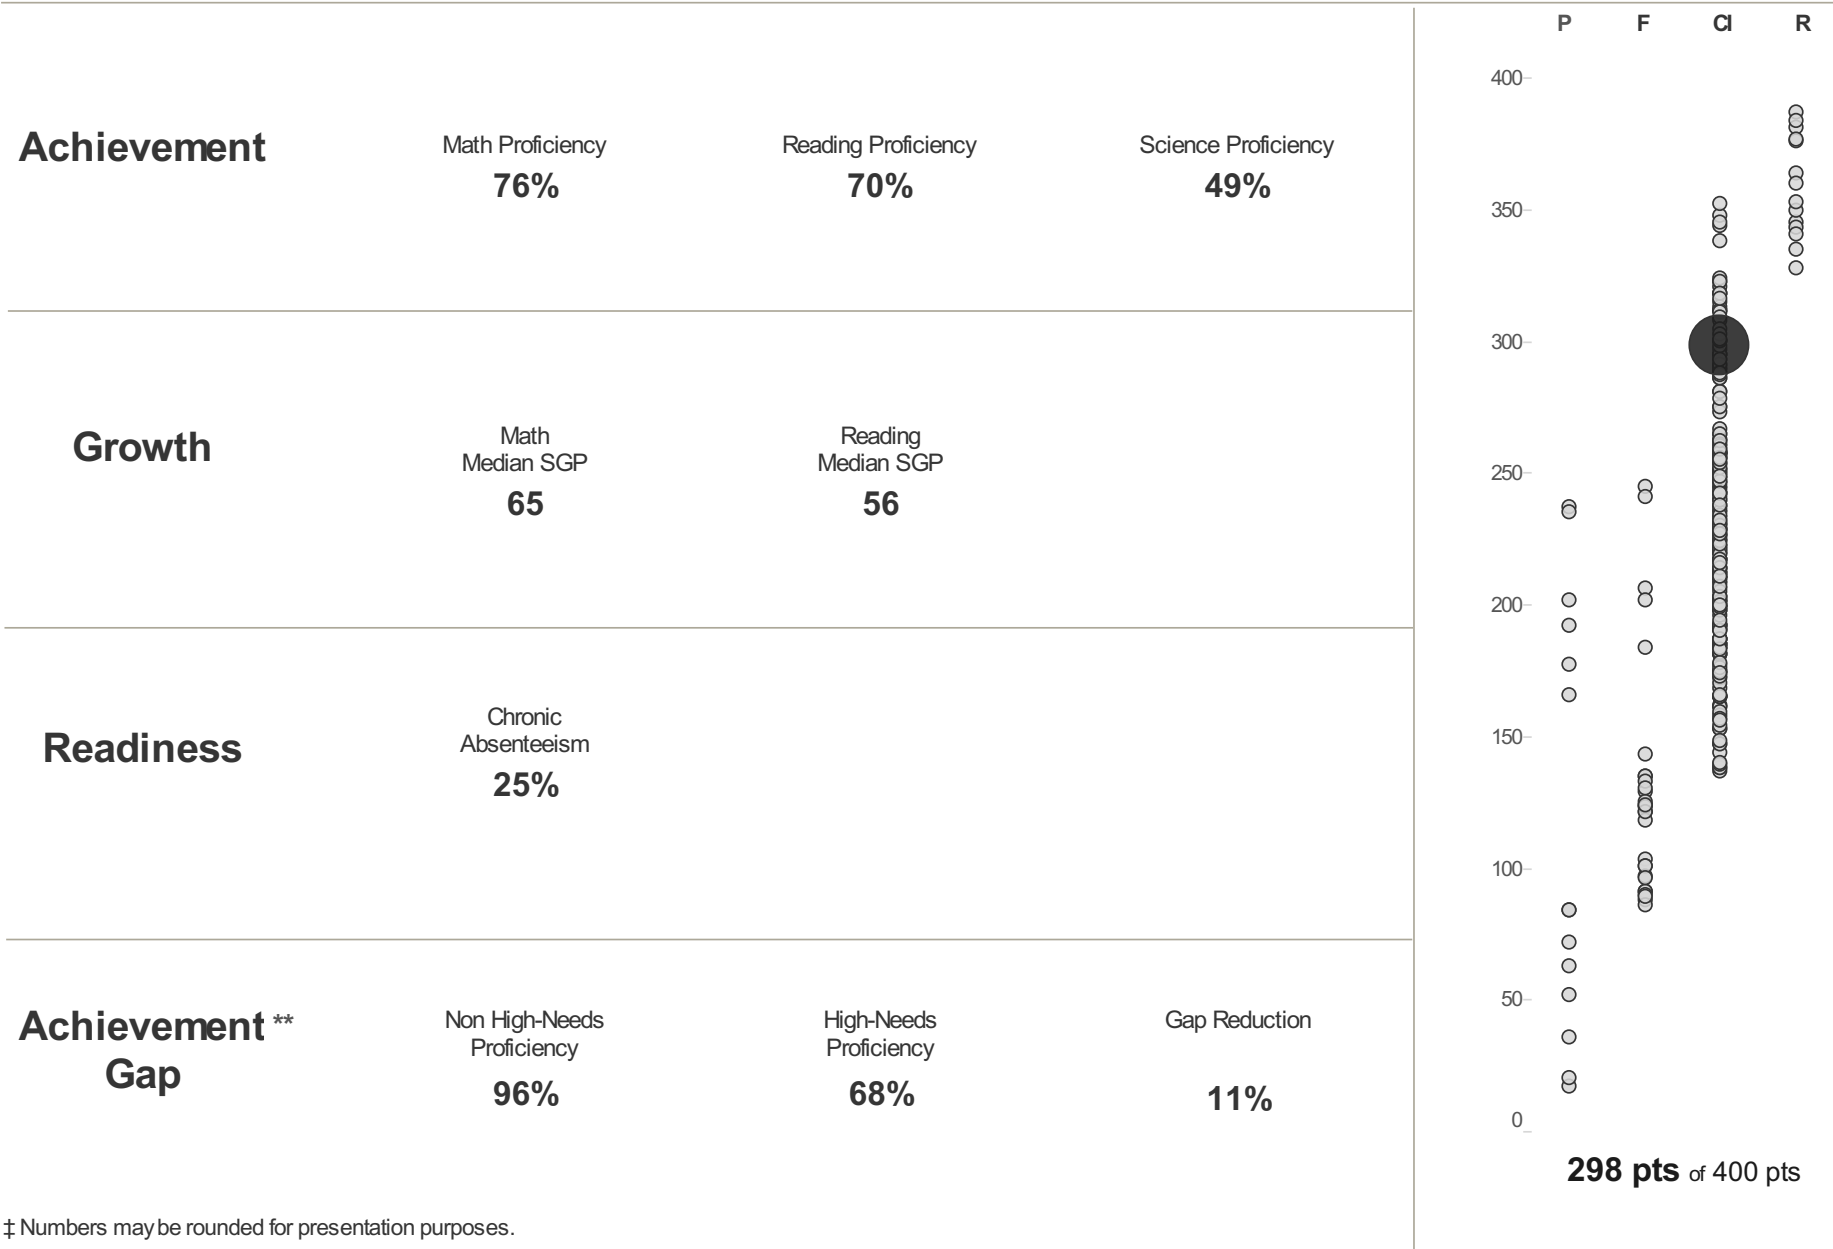 Achievement
Math Proficiency
76%
Reading Proficiency
70%
Science Proficiency
49%
Growth
Math
Median SGP
65
Reading
Median SGP
56
Readiness
Chronic
Absenteeism
25%
Achievement **
Gap
Non High-Needs
Proficiency
96%
High-Needs
Proficiency
68%
Gap Reduction
11%
P F CI R
400
350
300
250
200
150
100
50
0
298 pts of 400 pts
‡ Numbers may be rounded for presentation purposes.